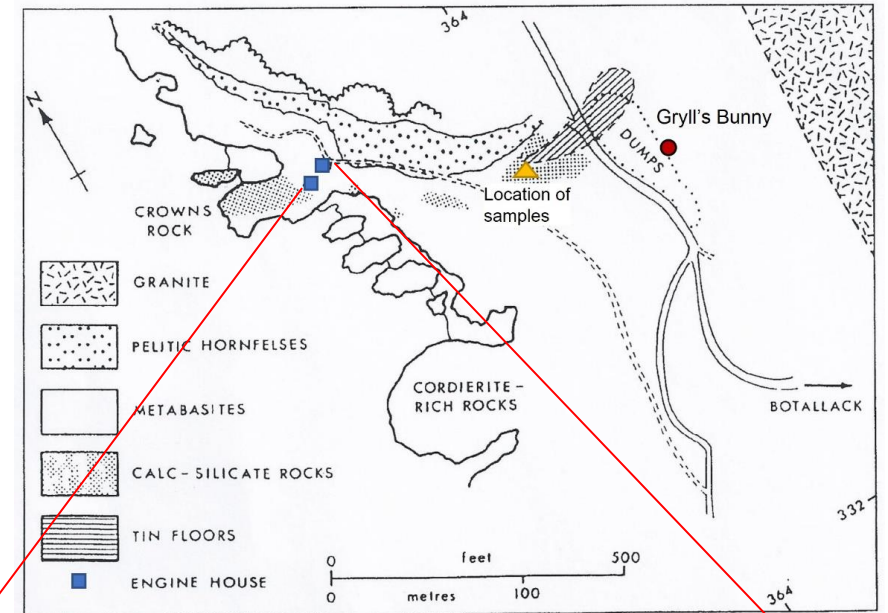 364
N
Gryll's Bunny
DUMPS
Location of
samples
CROWNS
ROCK
GRANITE
PELITIC HORNFELSES
METABASITES
CORDIERITE-
RICH ROCKS
BOTALLACK
CALC-SILICATE ROCKS
TIN FLOORS
332
ENGINE HOUSE
0 feet 500
0 metres 100
364